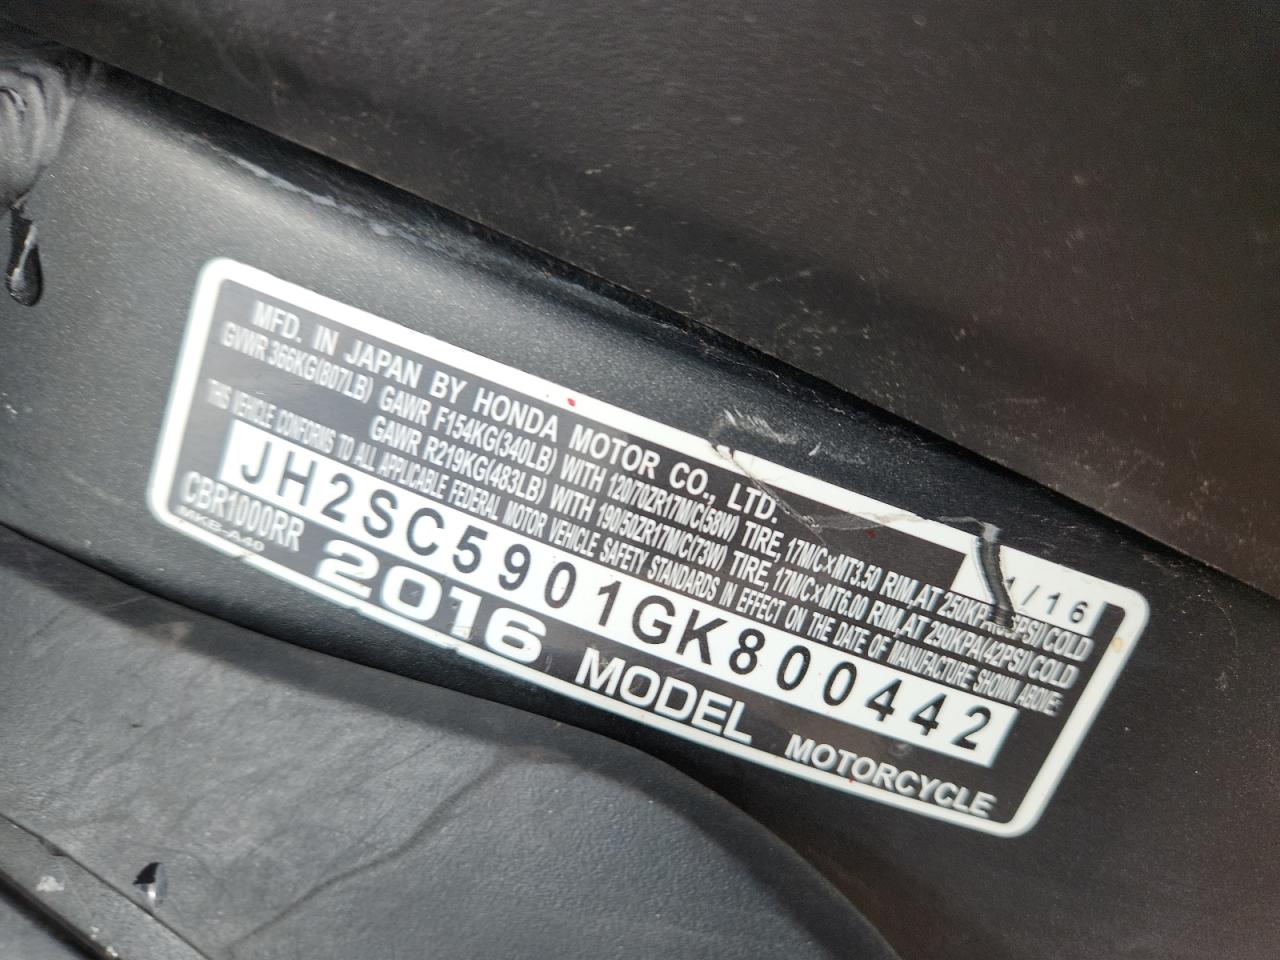 MFD. IN JAPAN BY HONDA MOTOR CO., LTD. /16
GVWR 366KG(807LB) GAWR F154KG(340LB) WITH 120/70ZR17M/C(58W) TIRE, 17M/C×MT3.50 RIM,AT 250KPA PSI)COLD
GAWR R219KG(483LB) WITH 190/50ZR17M/C(73W) TIRE, 17M/C×MT6.00 RIM,AT 290KPA(42PSI)COLD
THIS VEHICLE CONFORMS TO ALL APPLICABLE FEDERAL MOTOR VEHICLE SAFETY STANDARDS IN EFFECT ON THE DATE OF MANUFACTURE SHOWN ABOVE.
JH2SC5901GK800442
CBR1000RR 2016 MODEL MOTORCYCLE
MKB-A40